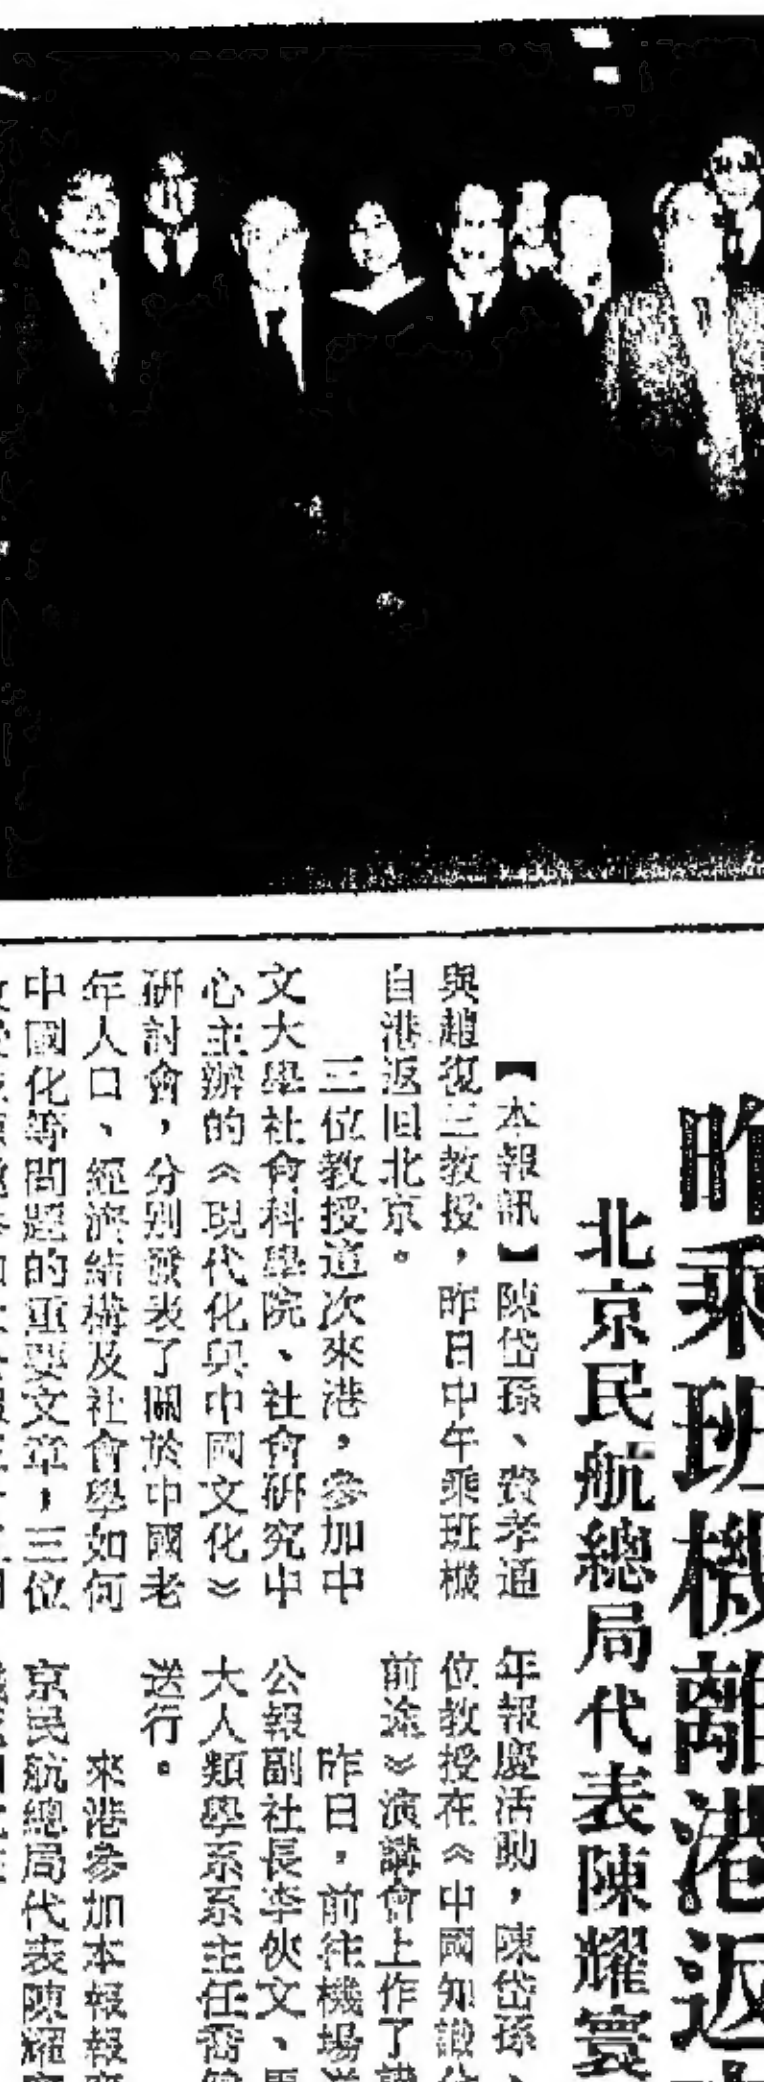 昨乘班機離港返
北京民航總局代表陳耀寰
【本報訊】陳岱孫、費孝通
與趙復三教授，昨日中午乘班機
自港返回北京。
三位教授這次來港，參加中
文大學社會科學院、社會研究中
心主辦的《現代化與中國文化》
研討會，分別發表了關於中國老
年人口、經濟結構及社會學如何
中國化等問題的重要文章，三位
年報慶活動，陳岱孫、
位教授在《中國知識
前途》演講會上作了
昨日，前往機場
公報副社長李俠文、
大人類學系系主任喬
送行。
來港參加本報報
京民航總局代表陳耀